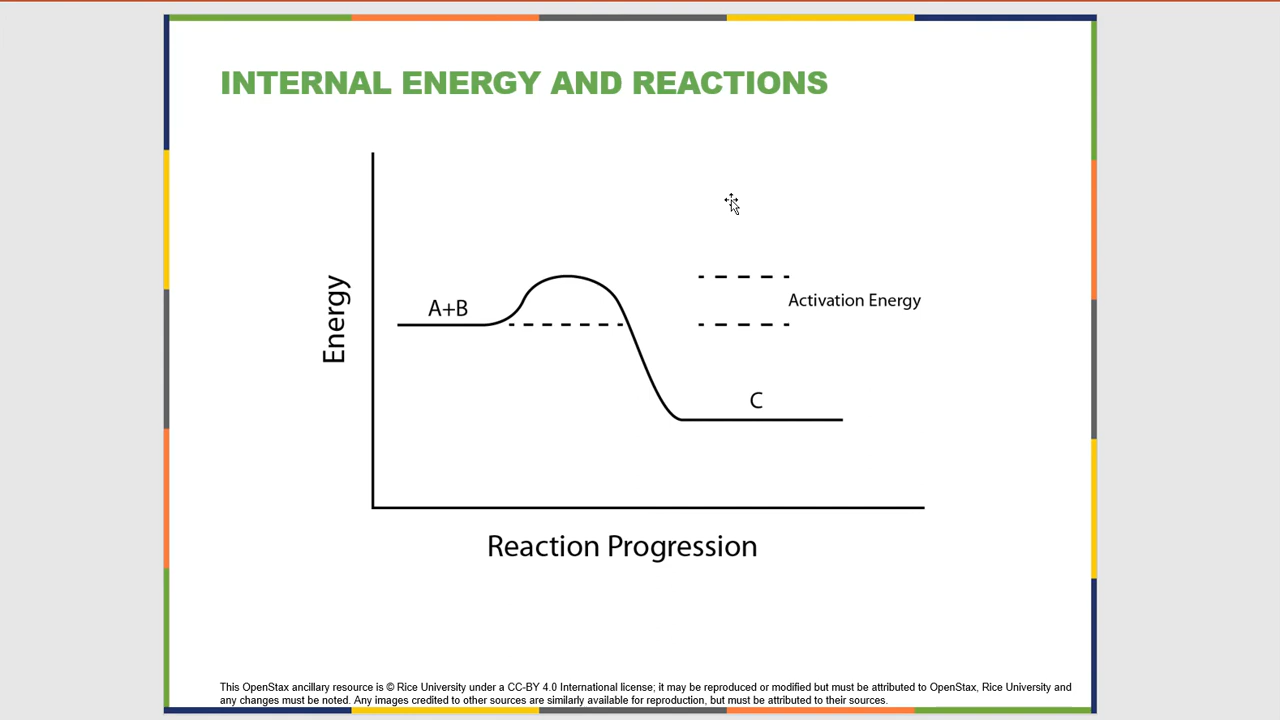 INTERNAL ENERGY AND REACTIONS
Energy
A+B
Activation Energy
C
Reaction Progression
This OpenStax ancillary resource is © Rice University under a CC-BY 4.0 International license; it may be reproduced or modified but must be attributed to OpenStax, Rice University and
any changes must be noted. Any images credited to other sources are similarly available for reproduction, but must be attributed to their sources.